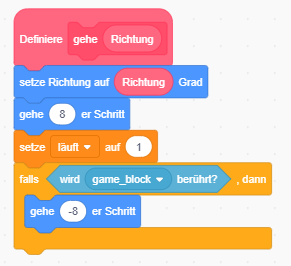 Definiere gehe Richtung
setze Richtung auf Richtung Grad
gehe 8 er Schritt
setze läuft auf 1
falls wird game_block berührt? , dann
gehe -8 er Schritt